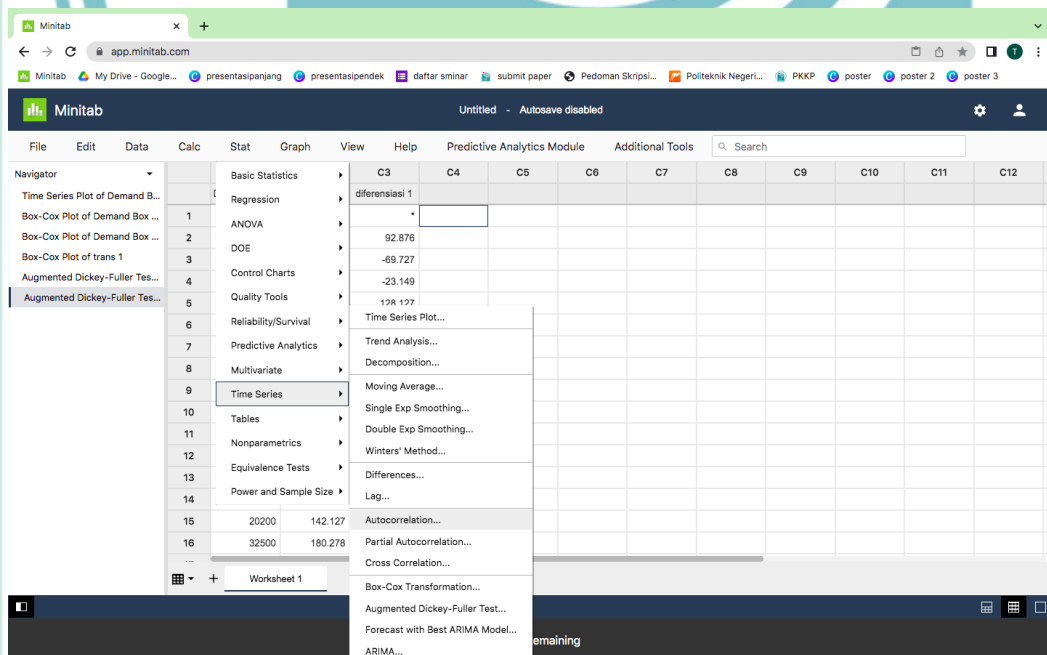 Minitab
app.minitab.com
Minitab My Drive - Google... presentasipanjang presentasipendek daftar sminar submit paper Pedoman Skripsi... Politeknik Negeri... PKKP poster poster 2 poster 3
T
Minitab
Untitled - Autosave disabled
File Edit Data Calc Stat Graph View Help Predictive Analytics Module Additional Tools Search
Navigator
Time Series Plot of Demand B...
Box-Cox Plot of Demand Box ...
Box-Cox Plot of Demand Box ...
Box-Cox Plot of trans 1
Augmented Dickey-Fuller Tes...
Augmented Dickey-Fuller Tes...
C3 C4 C5 C6 C7 C8 C9 C10 C11 C12
diferensiasi 1
1 *
2 92.876
3 -69.727
4 -23.149
5 128.127
6
7
8
9
10
11
12
13
14
15 20200 142.127
16 32500 180.278
Basic Statistics
Regression
ANOVA
DOE
Control Charts
Quality Tools
Reliability/Survival
Predictive Analytics
Multivariate
Time Series
Tables
Nonparametrics
Equivalence Tests
Power and Sample Size
Time Series Plot...
Trend Analysis...
Decomposition...
Moving Average...
Single Exp Smoothing...
Double Exp Smoothing...
Winters' Method...
Differences...
Lag...
Autocorrelation...
Partial Autocorrelation...
Cross Correlation...
Box-Cox Transformation...
Augmented Dickey-Fuller Test...
Forecast with Best ARIMA Model...
ARIMA...
Worksheet 1
emaining